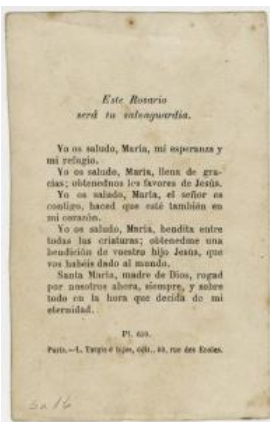 Este Rosario
será tu salvaguardia.
Yo os saludo, María, mi esperanza y
mi refugio.
Yo os saludo, María, llena de gra-
cias; obtenednos los favores de Jesús.
Yo os saludo, María, el señor es
contigo, haced que esté también en
mi corazón.
Yo os saludo, María, bendita entre
todas las criaturas; obtenedme una
bendición de vuestro hijo Jesús, que
vos habéis dado al mundo.
Santa María, madre de Dios, rogad
por nosotros ahora, siempre, y sobre
todo en la hora que decida de mi
eternidad.
Pl.
Paris.—L. Turgis é hijos, edit., rue des Ecoles.